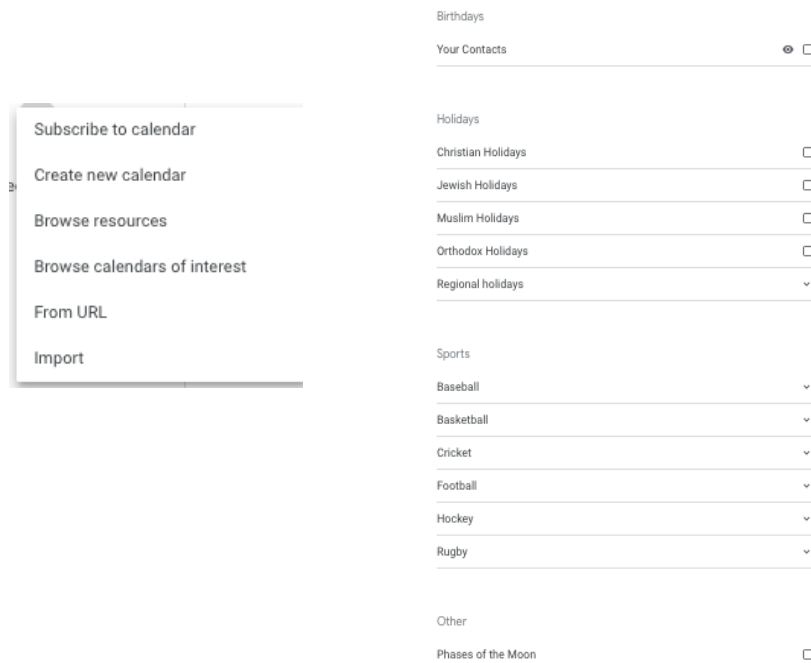 Subscribe to calendar
Create new calendar
Browse resources
Browse calendars of interest
From URL
Import
Birthdays
Your Contacts
Holidays
Christian Holidays
Jewish Holidays
Muslim Holidays
Orthodox Holidays
Regional holidays
Sports
Baseball
Basketball
Cricket
Football
Hockey
Rugby
Other
Phases of the Moon